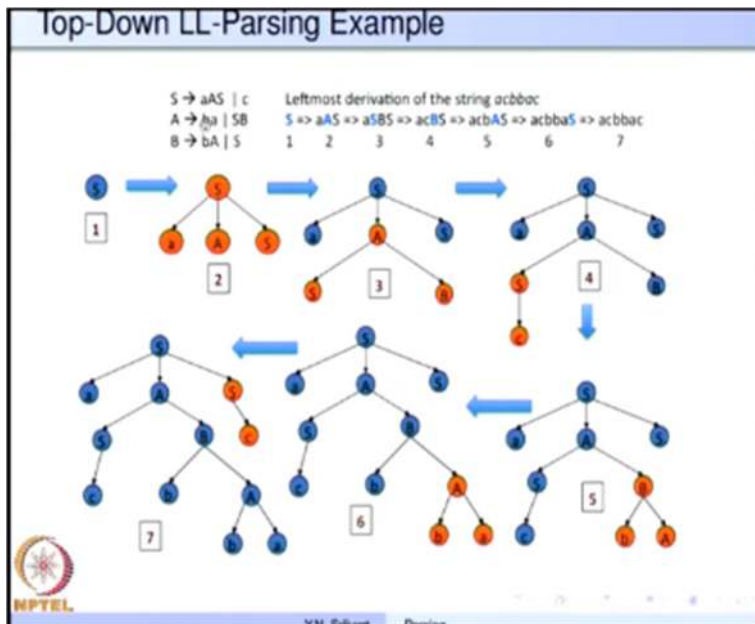 Top-Down LL-Parsing Example
S → aAS | c Leftmost derivation of the string acbbac
A → ba | SB S => aAS => aSBS => acBS => acbAS => acbbaS => acbbac
B → bA | S 1 2 3 4 5 6 7
S
1
S
a A S
2
S
a A S
S B
3
S
a A S
S B
c
4
S
a A S
S B
c b A
b a
c
7
S
a A S
S B
c b A
b a
6
S
a A S
S B
c b A
5
NPTEL
Parsing